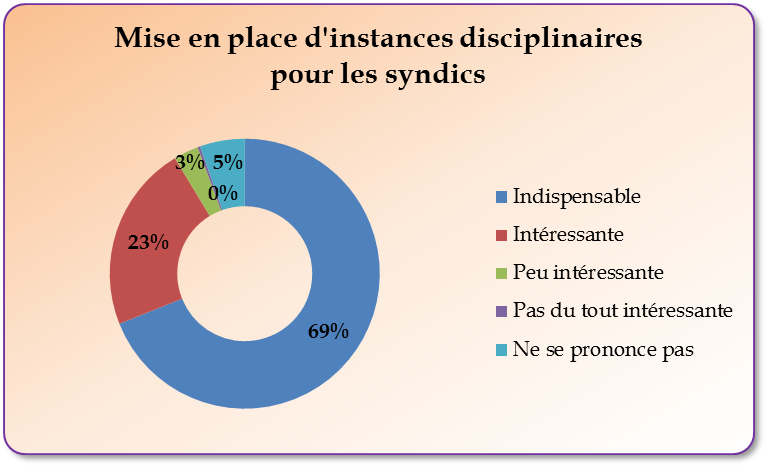 Mise en place d'instances disciplinaires
pour les syndics
3%
5%
0%
23%
69%
Indispensable
Intéressante
Peu intéressante
Pas du tout intéressante
Ne se prononce pas